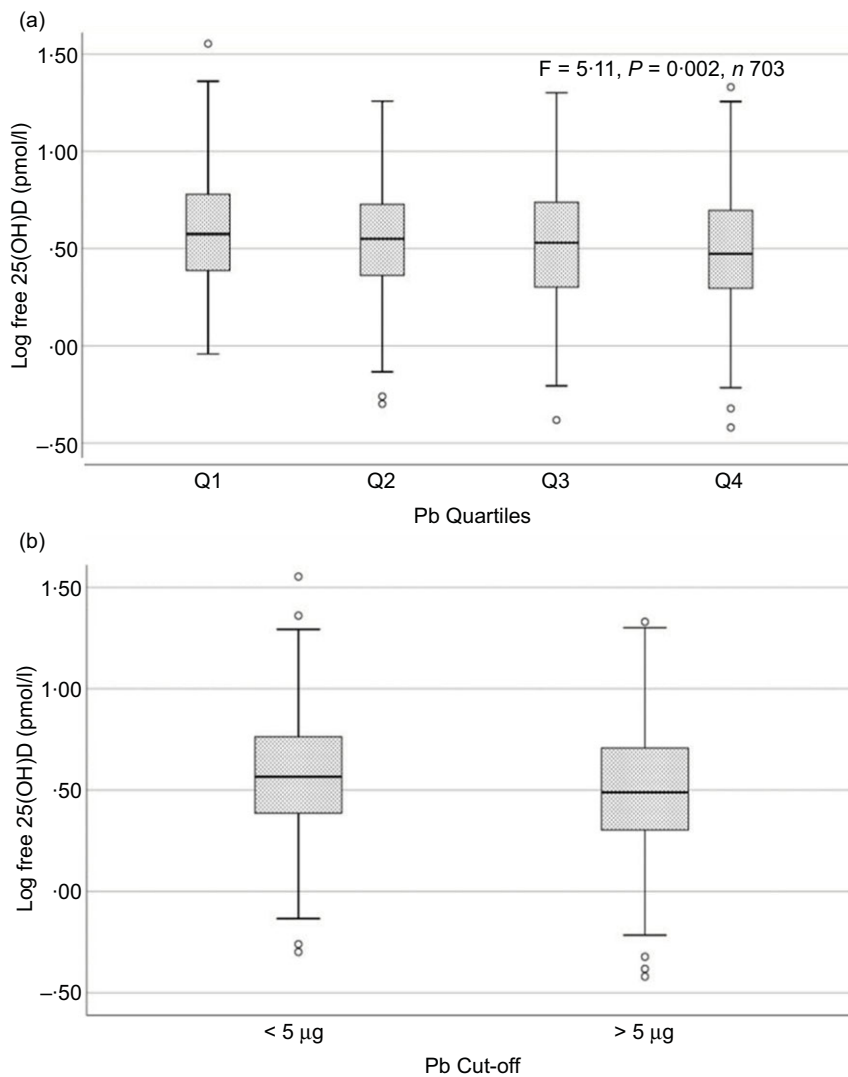 (a)
1·50
F = 5·11, P = 0·002, n 703
1·00
·50
·00
–·50
Log free 25(OH)D (pmol/l)
Q1 Q2 Q3 Q4
Pb Quartiles
(b)
1·50
1·00
·50
·00
–·50
Log free 25(OH)D (pmol/l)
< 5 μg > 5 μg
Pb Cut-off